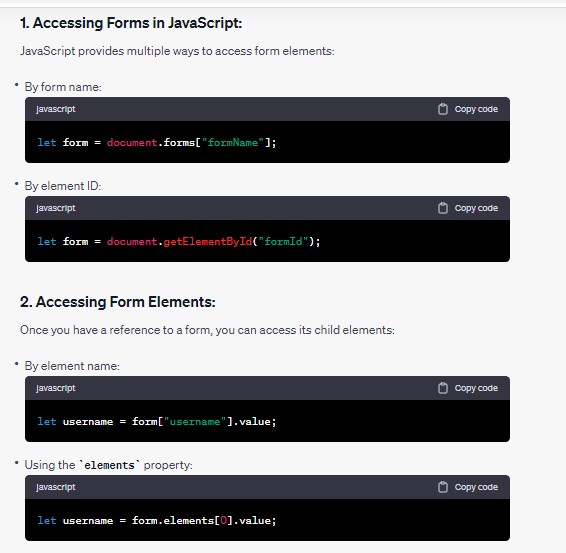 1. Accessing Forms in JavaScript:
JavaScript provides multiple ways to access form elements:
• By form name:
javascript Copy code
let form = document.forms["formName"];
• By element ID:
javascript Copy code
let form = document.getElementById("formId");
2. Accessing Form Elements:
Once you have a reference to a form, you can access its child elements:
• By element name:
javascript Copy code
let username = form["username"].value;
• Using the `elements` property:
javascript Copy code
let username = form.elements[0].value;